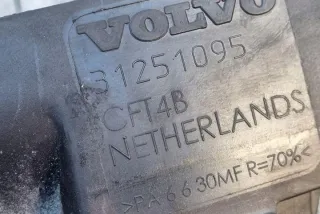 VOLVO
31251095
CFT4B
NETHERLANDS
>PA 6 6 30MF R=70%<